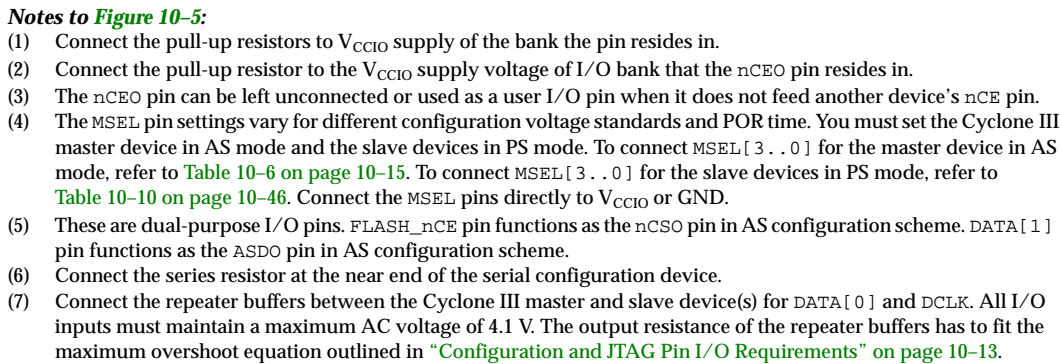 Notes to Figure 10–5:
(1) Connect the pull-up resistors to VCCIO supply of the bank the pin resides in.
(2) Connect the pull-up resistor to the VCCIO supply voltage of I/O bank that the nCEO pin resides in.
(3) The nCEO pin can be left unconnected or used as a user I/O pin when it does not feed another device's nCE pin.
(4) The MSEL pin settings vary for different configuration voltage standards and POR time. You must set the Cyclone III
master device in AS mode and the slave devices in PS mode. To connect MSEL[3..0] for the master device in AS
mode, refer to Table 10–6 on page 10–15. To connect MSEL[3..0] for the slave devices in PS mode, refer to
Table 10–10 on page 10–46. Connect the MSEL pins directly to VCCIO or GND.
(5) These are dual-purpose I/O pins. FLASH_nCE pin functions as the nCSO pin in AS configuration scheme. DATA[1]
pin functions as the ASDO pin in AS configuration scheme.
(6) Connect the series resistor at the near end of the serial configuration device.
(7) Connect the repeater buffers between the Cyclone III master and slave device(s) for DATA[0] and DCLK. All I/O
inputs must maintain a maximum AC voltage of 4.1 V. The output resistance of the repeater buffers has to fit the
maximum overshoot equation outlined in "Configuration and JTAG Pin I/O Requirements" on page 10–13.